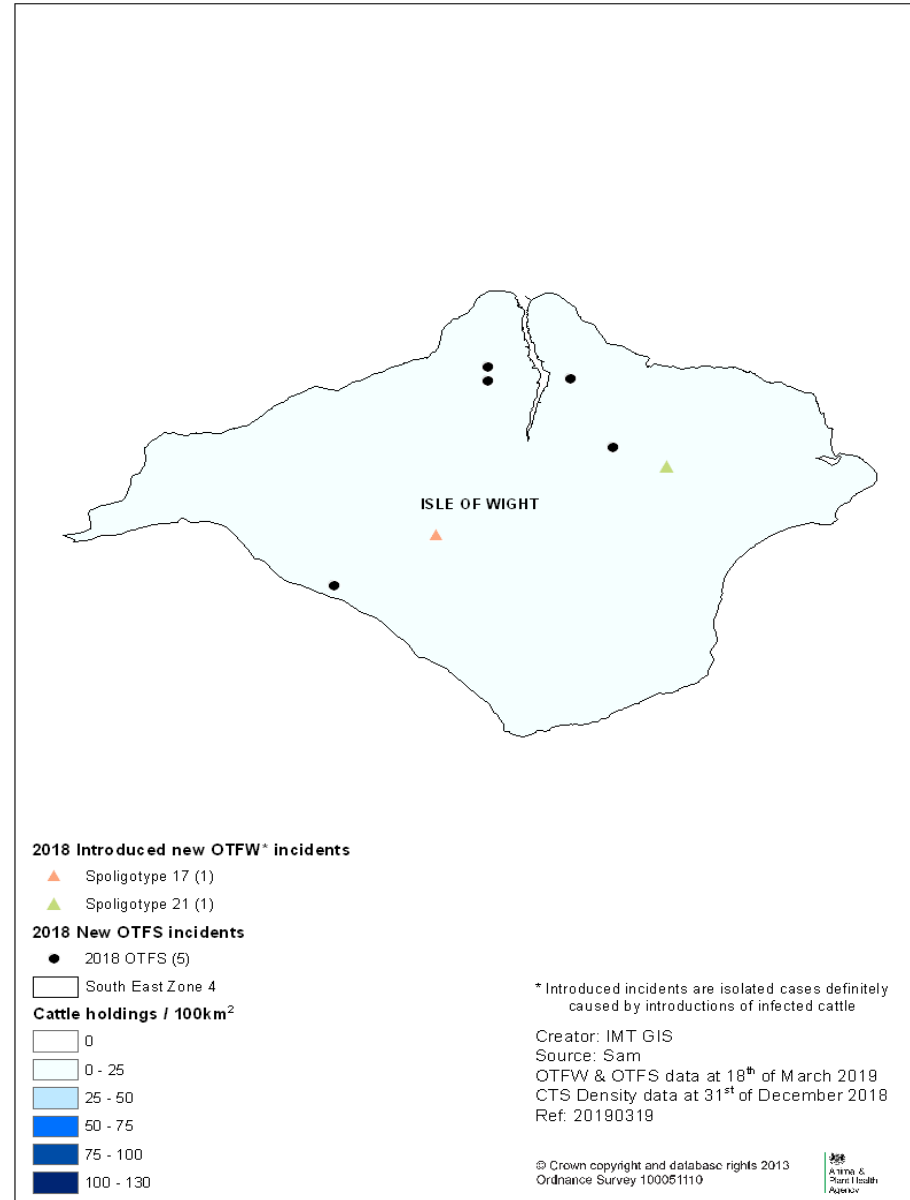 ISLE OF WIGHT
2018 Introduced new OTFW* incidents
Spoligotype 17 (1)
Spoligotype 21 (1)
2018 New OTFS incidents
2018 OTFS (5)
South East Zone 4
Cattle holdings / 100km²
0
0 - 25
25 - 50
50 - 75
75 - 100
100 - 130
* Introduced incidents are isolated cases definitely
caused by introductions of infected cattle
Creator: IMT GIS
Source: Sam
OTFW & OTFS data at 18th of March 2019
CTS Density data at 31st of December 2018
Ref: 20190319
© Crown copyright and database rights 2013
Ordnance Survey 100051110
Animal &
Plant Health
Agency